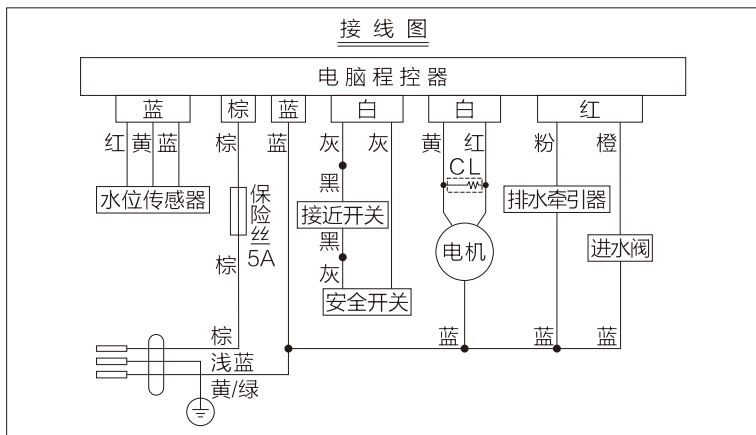 接线图
电脑程控器
蓝 棕 蓝 白 白 红
红 黄 蓝 棕 蓝 灰 灰 黄 红 粉 橙
CL
黑
水位传感器
保险丝5A
接近开关
排水牵引器
黑
电机
进水阀
棕
灰
安全开关
棕
蓝 蓝 蓝
浅蓝
黄/绿